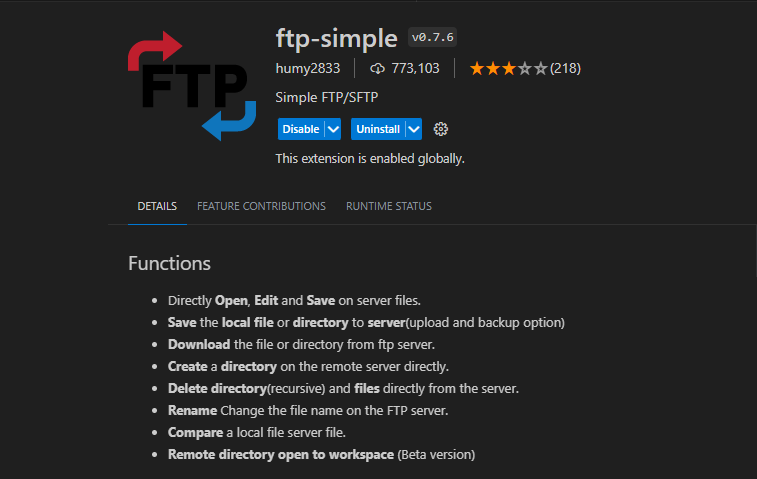 FTP
ftp-simple v0.7.6
humy2833 773,103 (218)
Simple FTP/SFTP
Disable Uninstall
This extension is enabled globally.
DETAILS FEATURE CONTRIBUTIONS RUNTIME STATUS
Functions
• Directly Open, Edit and Save on server files.
• Save the local file or directory to server(upload and backup option)
• Download the file or directory from ftp server.
• Create a directory on the remote server directly.
• Delete directory(recursive) and files directly from the server.
• Rename Change the file name on the FTP server.
• Compare a local file server file.
• Remote directory open to workspace (Beta version)